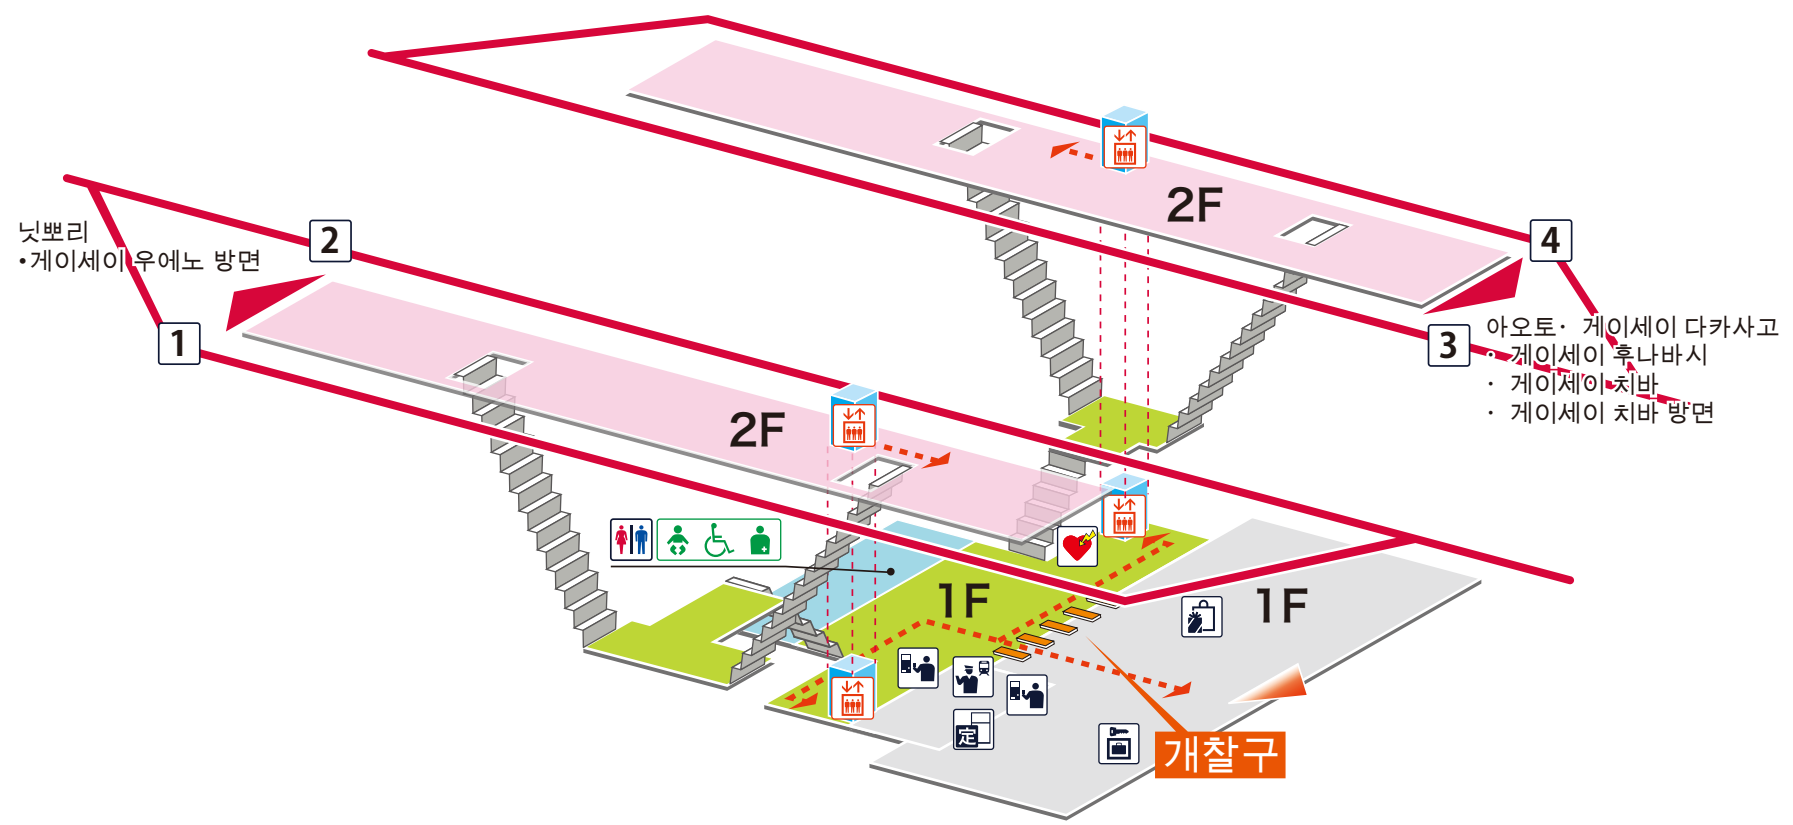 2F
4
2
닛뽀리
•게이세이 우에노 방면
1
3
아오토· 게이세이 다카사고
· 게이세이 후나바시
· 게이세이 치바
· 게이세이 치바 방면
2F
1F
1F
定
개찰구